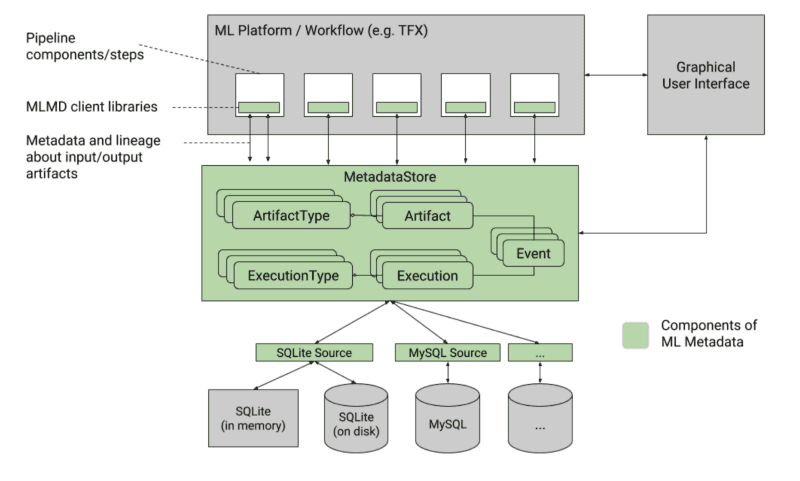 ML Platform / Workflow (e.g. TFX)
Pipeline
components/steps
MLMD client libraries
Metadata and lineage
about input/output
artifacts
Graphical
User Interface
MetadataStore
ArtifactType
Artifact
Event
ExecutionType
Execution
SQLite Source
MySQL Source
...
SQLite
(in memory)
SQLite
(on disk)
MySQL
...
Components of
ML Metadata